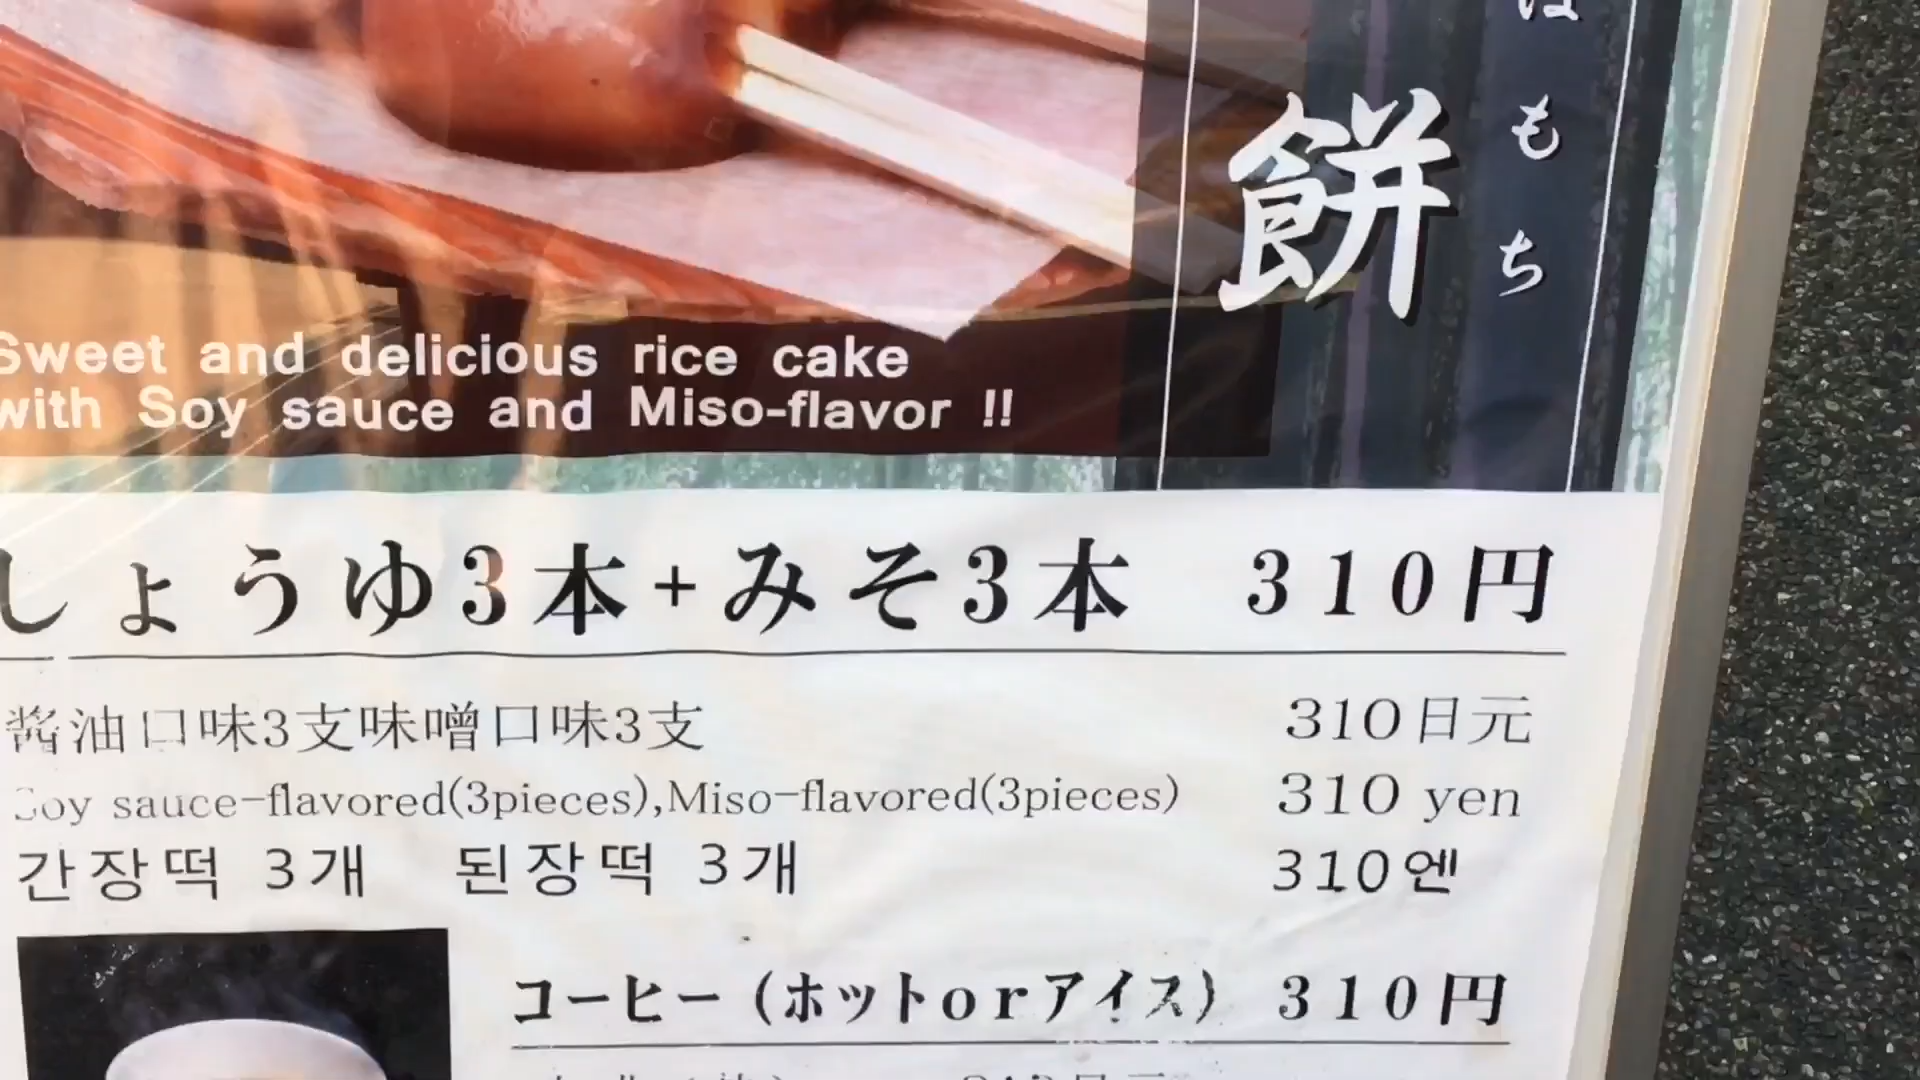 餅
もち
Sweet and delicious rice cake
with Soy sauce and Miso-flavor !!
しょうゆ3本+みそ3本 310円
醤油口味3支味噌口味3支 310日元
Soy sauce-flavored(3pieces),Miso-flavored(3pieces) 310 yen
간장떡 3개 된장떡 3개 310엔
コーヒー(ホットorアイス) 310円